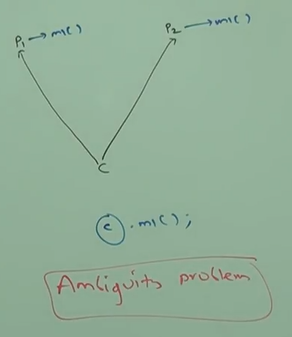 P1 → m1() P2 → m1()
C
c.m1();
Ambiguity problem